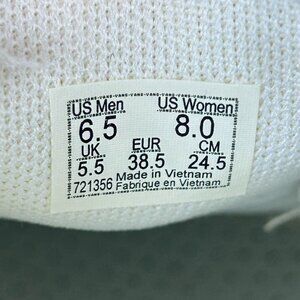 US Men US Women
6.5 8.0
UK EUR CM
5.5 38.5 24.5
Made in Vietnam
721356 Fabrique en Vietnam